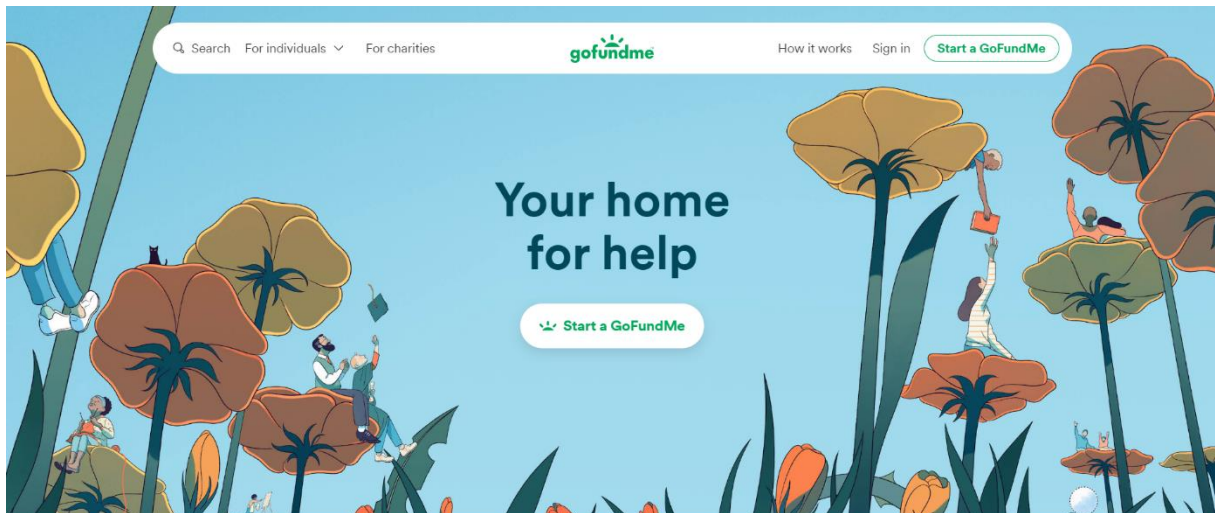 Search For individuals For charities gofundme How it works Sign in Start a GoFundMe
Your home
for help
Start a GoFundMe